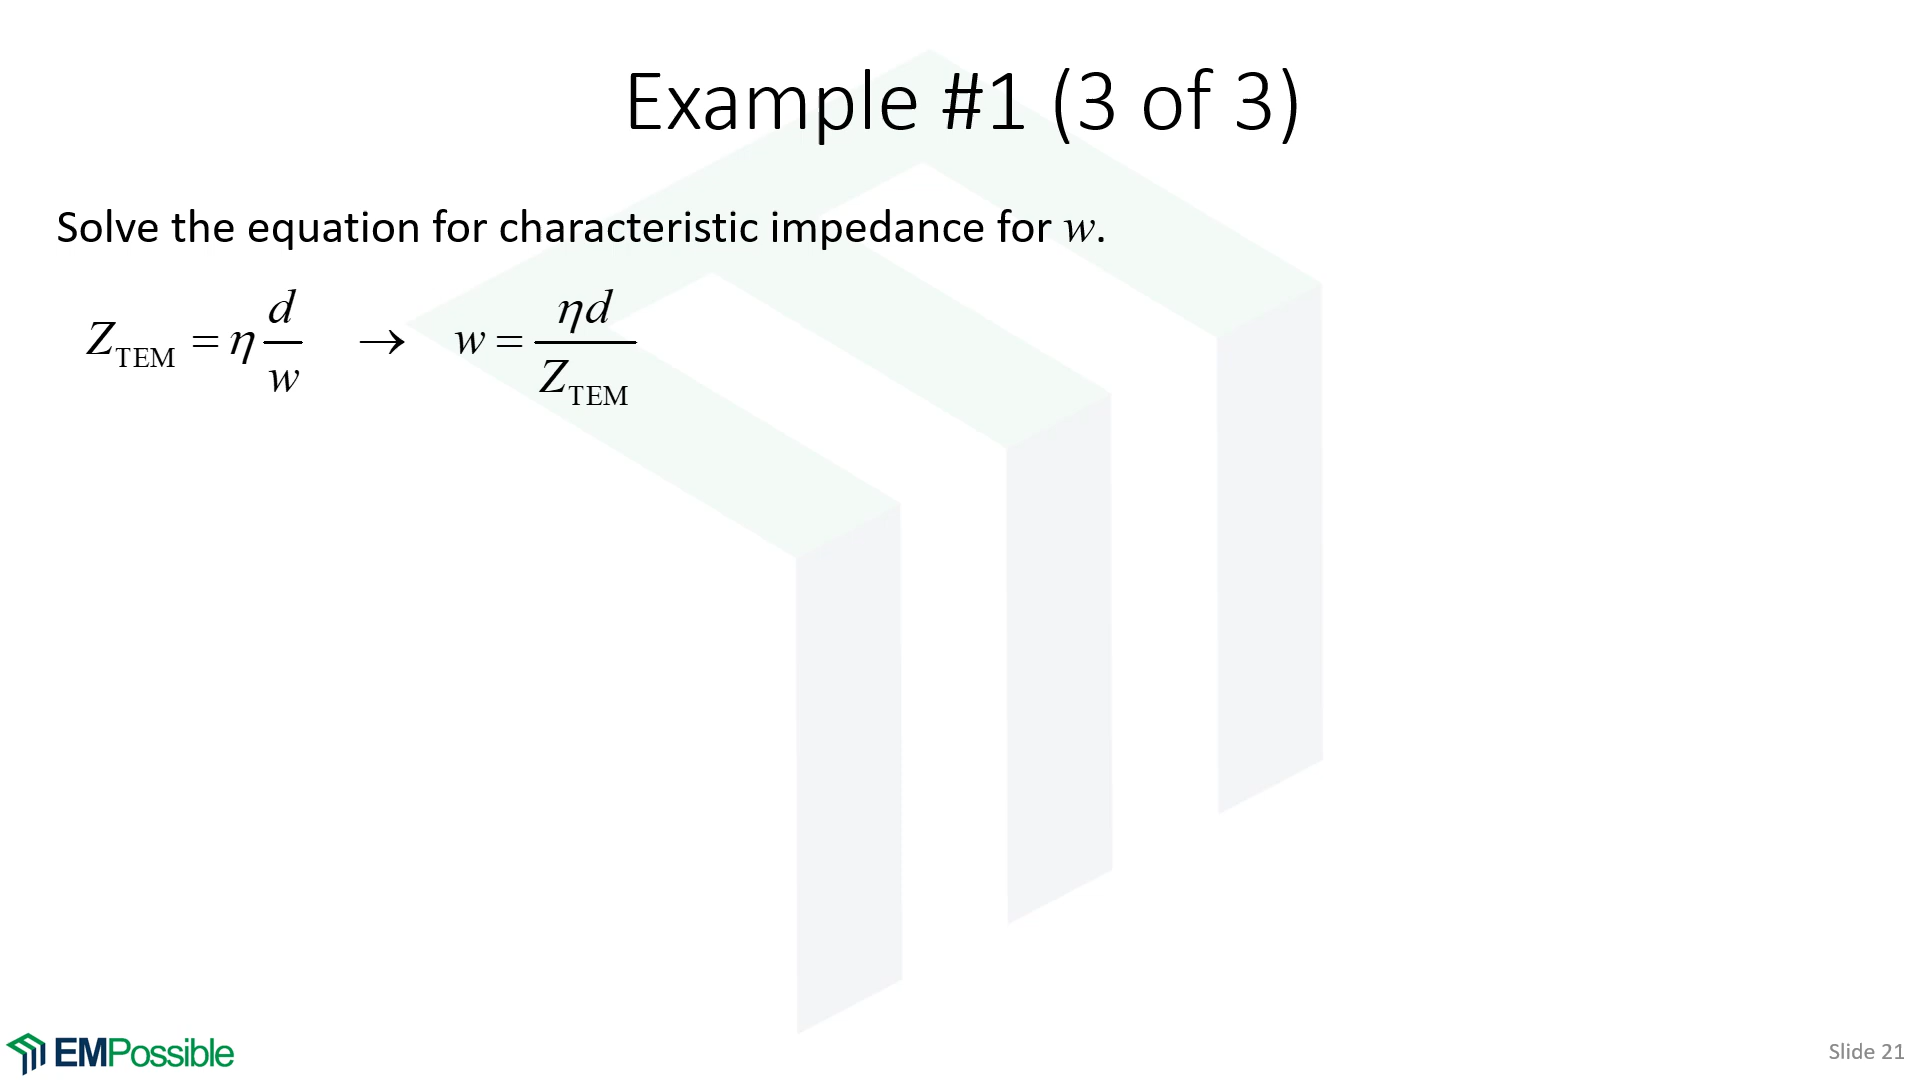 Example #1 (3 of 3)
Solve the equation for characteristic impedance for w.
Z_TEM = η d/w → w = ηd/Z_TEM
EMPossible
Slide 21